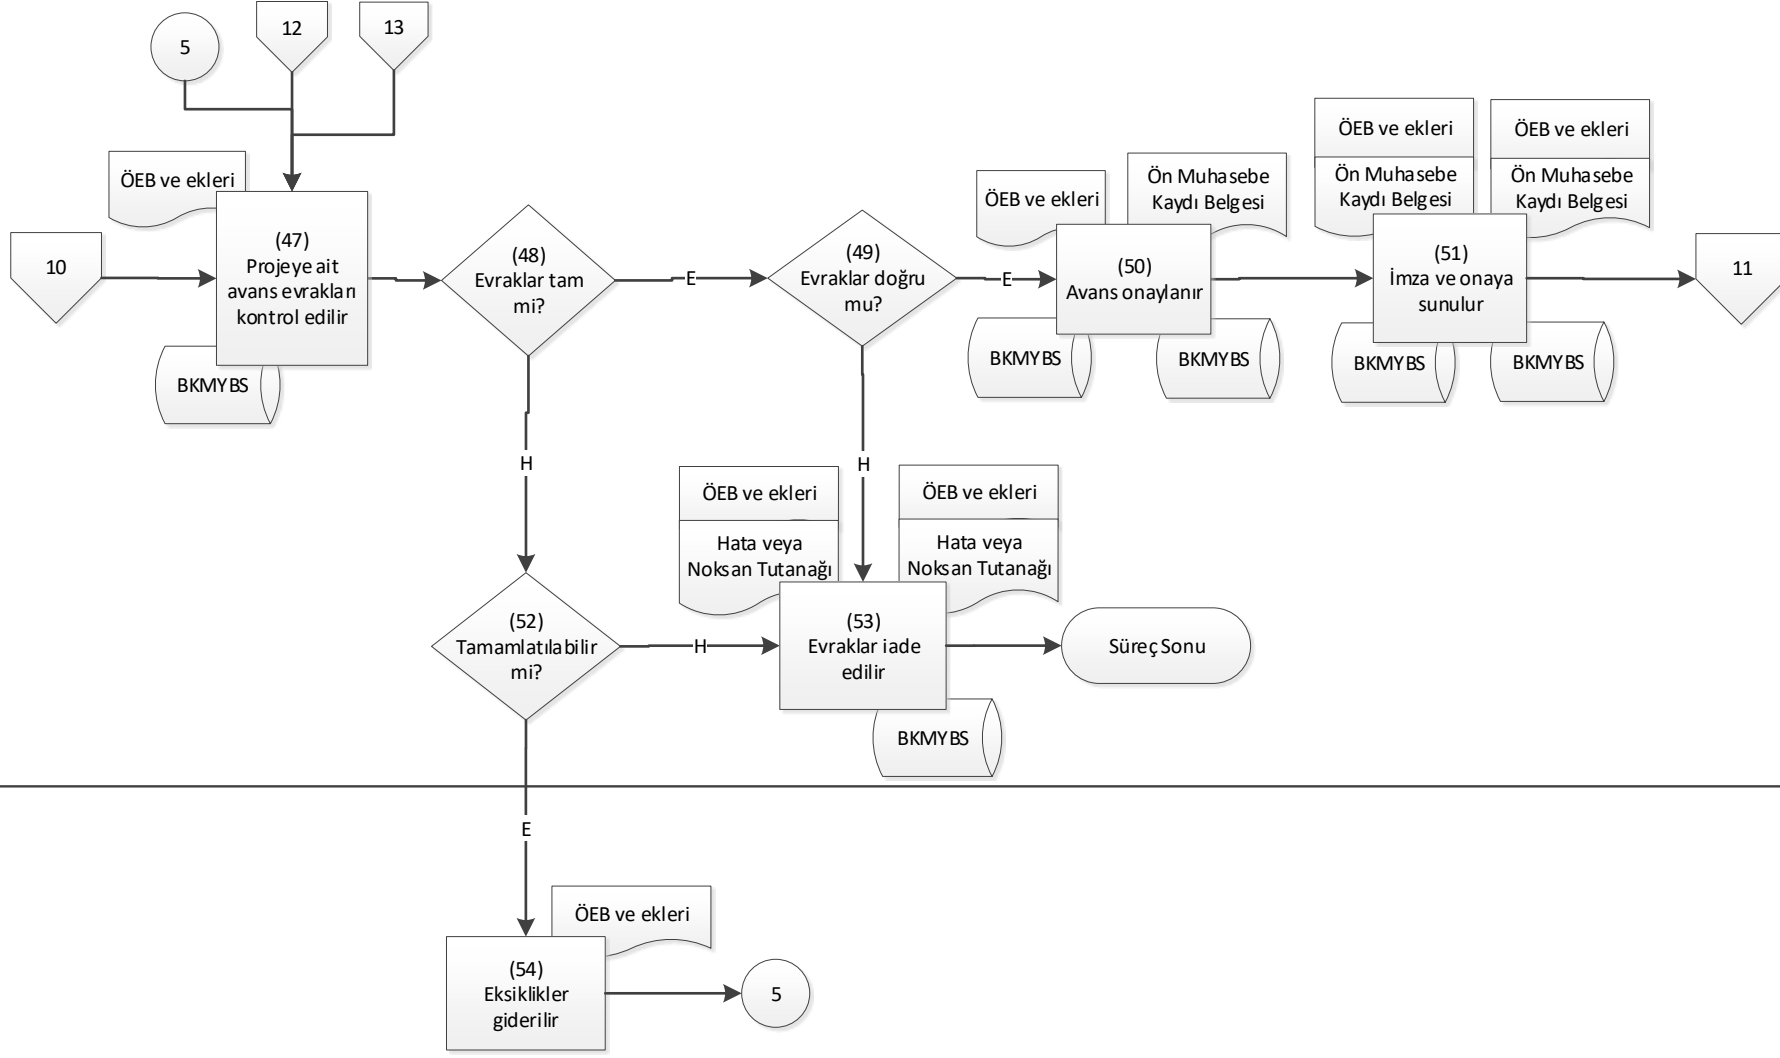 5
12
13
ÖEB ve ekleri
10
(47)
Projeye ait
avans evrakları
kontrol edilir
BKMYBS
(48)
Evraklar tam
mi?
E
(49)
Evraklar doğru
mu?
E
ÖEB ve ekleri
Ön Muhasebe
Kaydı Belgesi
(50)
Avans onaylanır
BKMYBS
BKMYBS
ÖEB ve ekleri
Ön Muhasebe
Kaydı Belgesi
ÖEB ve ekleri
Ön Muhasebe
Kaydı Belgesi
(51)
İmza ve onaya
sunulur
BKMYBS
BKMYBS
11
H
H
ÖEB ve ekleri
Hata veya
Noksan Tutanağı
ÖEB ve ekleri
Hata veya
Noksan Tutanağı
(52)
Tamamlatılabilir
mi?
H
(53)
Evraklar iade
edilir
BKMYBS
Süreç Sonu
E
ÖEB ve ekleri
(54)
Eksiklikler
giderilir
5